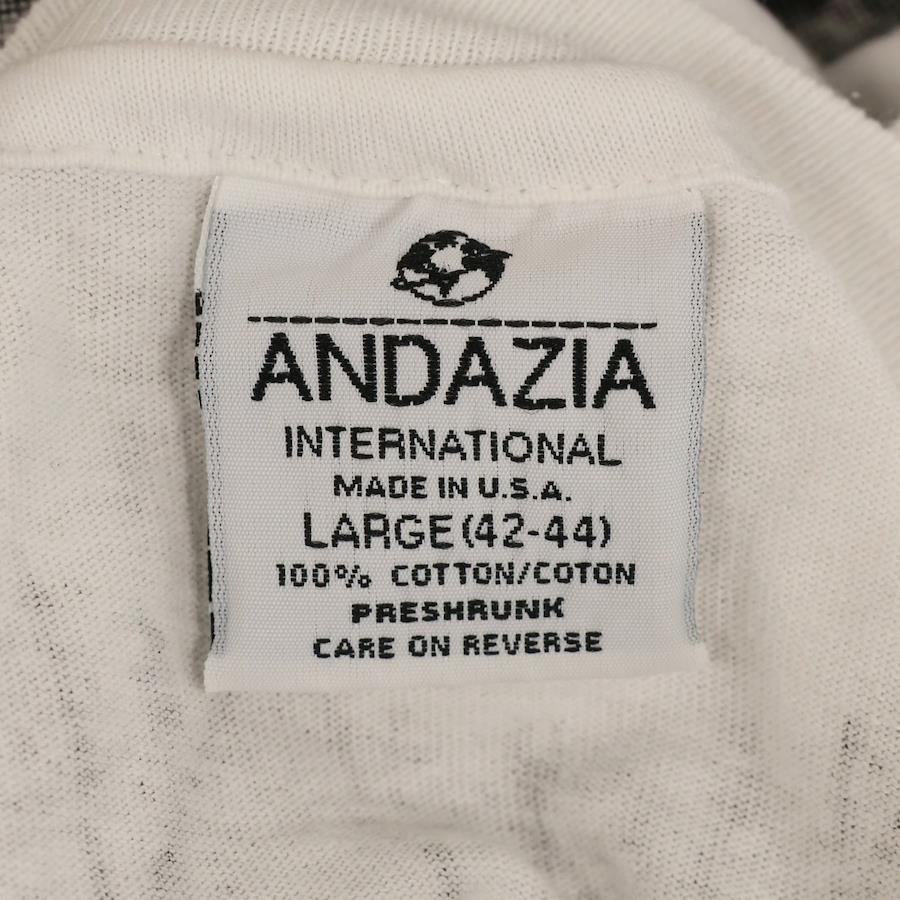 ANDAZIA
INTERNATIONAL
MADE IN U.S.A.
LARGE (42-44)
100% COTTON/COTON
PRESHRUNK
CARE ON REVERSE